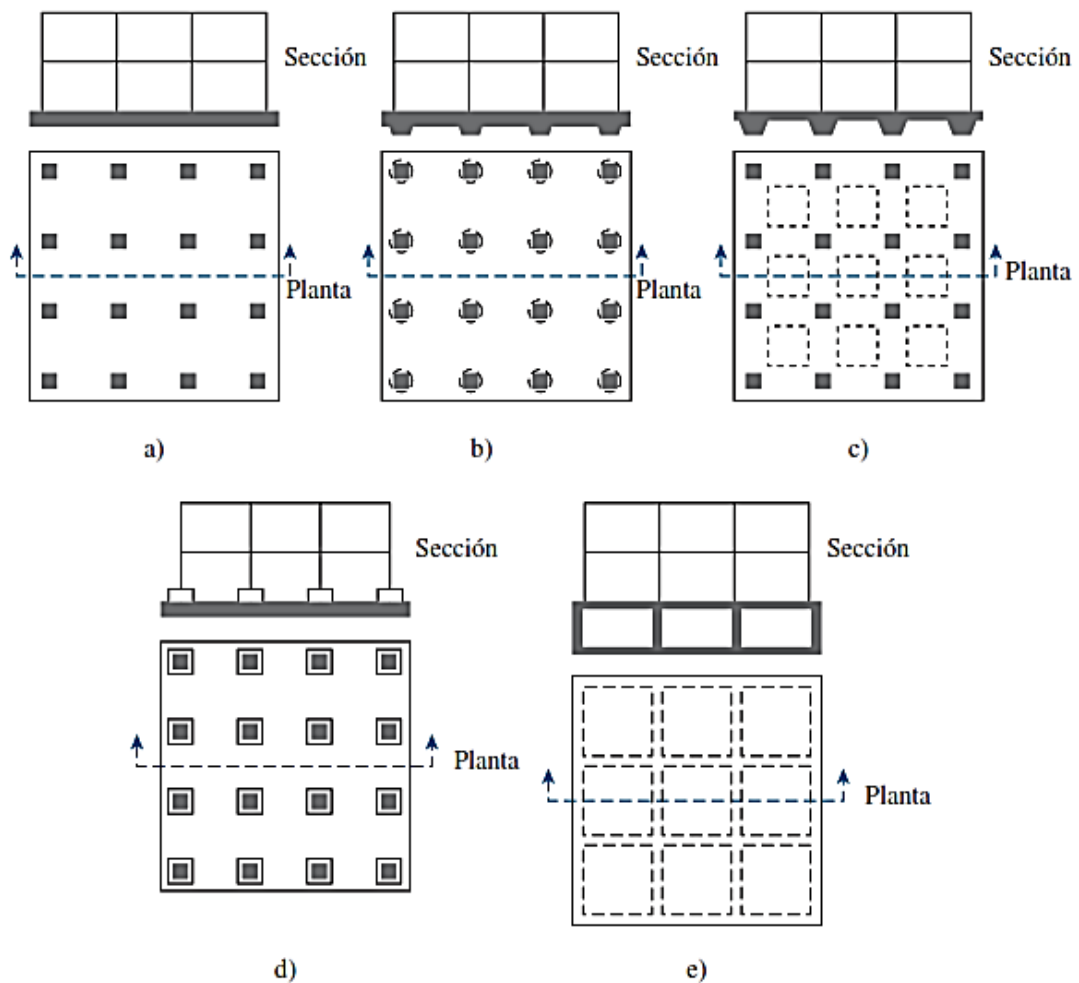 Sección
Sección
Sección
Planta
Planta
Planta
a)
b)
c)
Sección
Sección
Planta
Planta
d)
e)